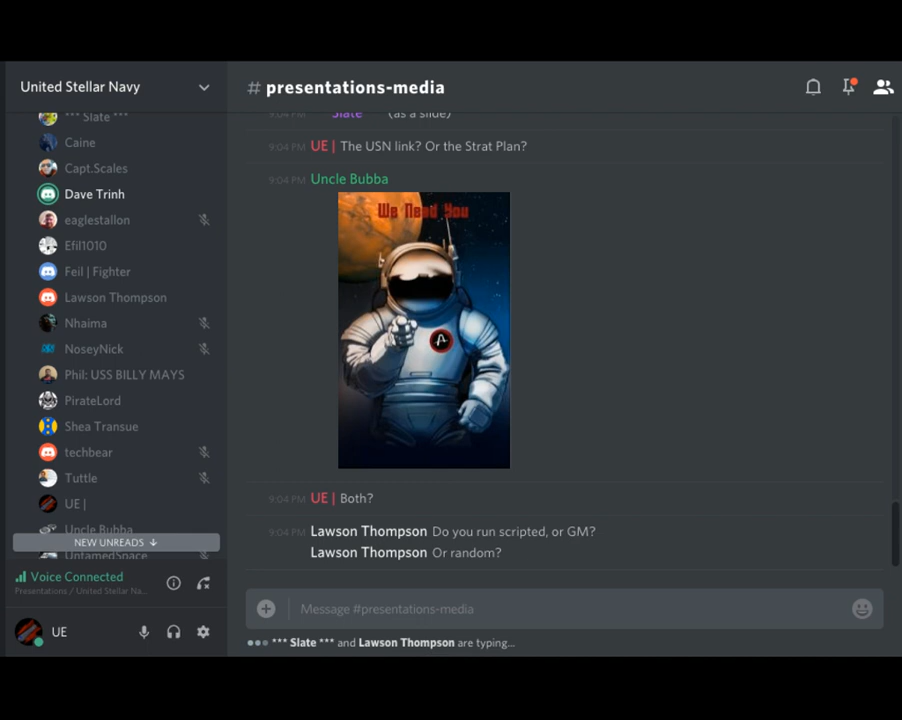 United Stellar Navy
# presentations-media
*** Slate ***
Caine
Capt.Scales
Dave Trinh
eaglestallon
Efil1010
Feil | Fighter
Lawson Thompson
Nhaima
NoseyNick
Phil: USS BILLY MAYS
PirateLord
Shea Transue
techbear
Tuttle
UE |
Uncle Bubba
NEW UNREADS ↓
UntamedSpace
Voice Connected
Presentations / United Stellar Na...
UE
9:04 PM Slate (as a slide)
9:04 PM UE | The USN link? Or the Strat Plan?
9:04 PM Uncle Bubba
We Need You
9:04 PM UE | Both?
9:04 PM Lawson Thompson Do you run scripted, or GM?
Lawson Thompson Or random?
Message #presentations-media
*** Slate *** and Lawson Thompson are typing...